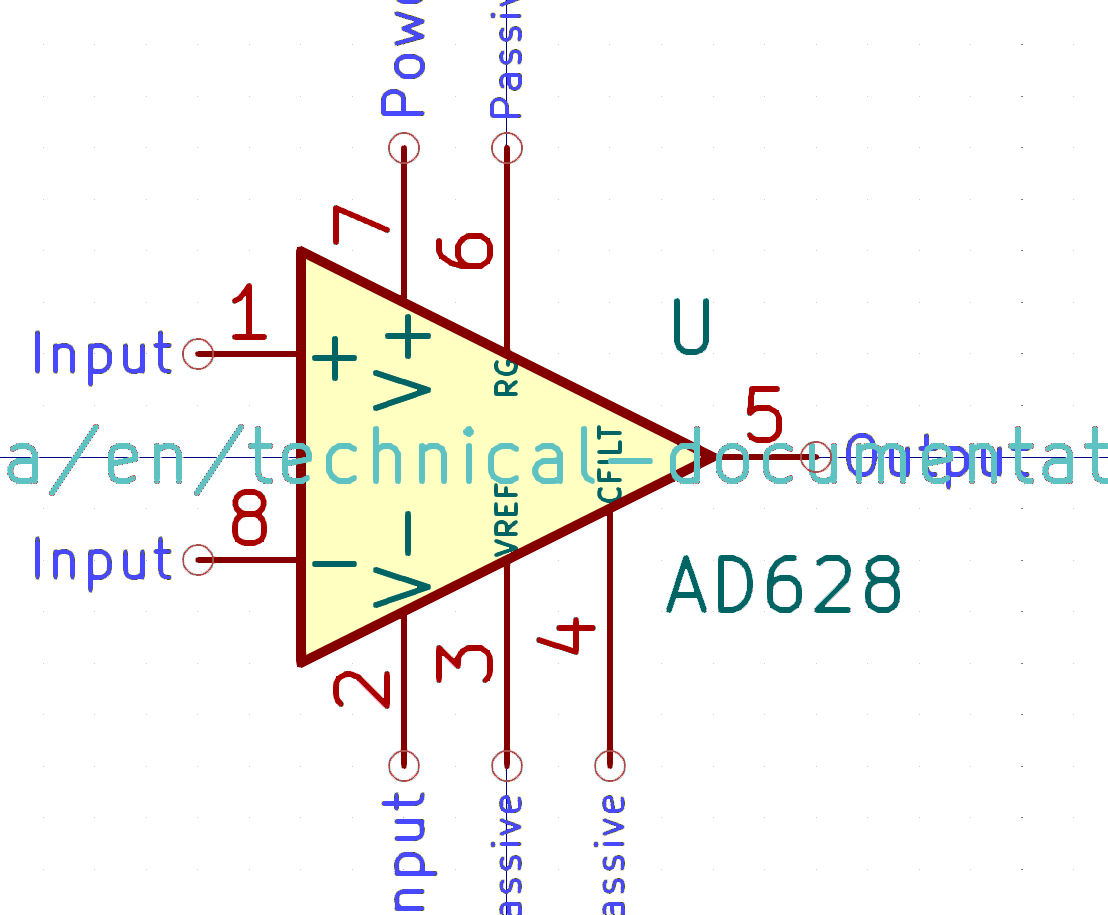 Powe
Passiv
7
6
1
Input
+
V+
RG
U
5
Output
a/en/technical-documentat
CFILT
8
Input
-
V-
VREF
AD628
2
3
4
nput
assive
assive